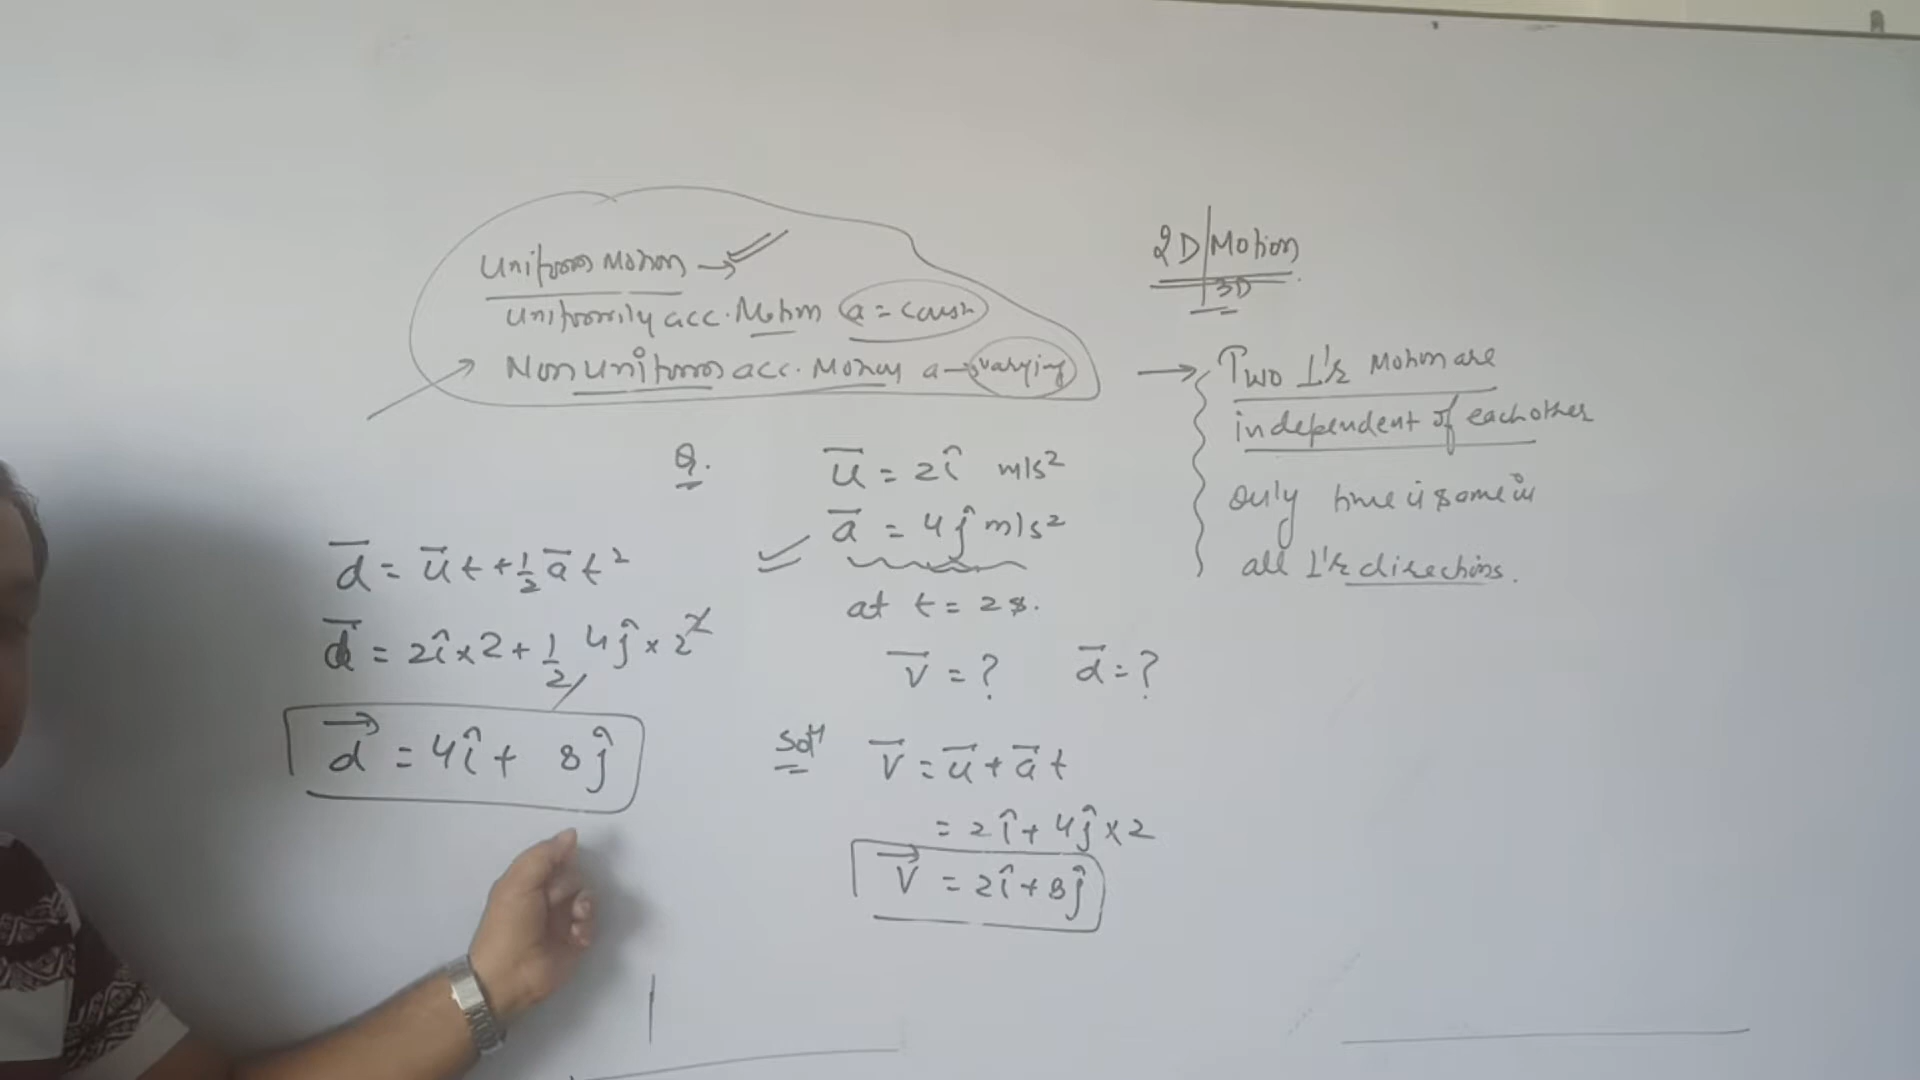 Uniform Motion →
Uniformly acc. Motion a = const
Non uniform acc. Motion a → varying
Q.
u = 2î m/s²
a = 4ĵ m/s²
at t = 2s.
v = ? d = ?
Solⁿ v = u + a t
= 2î + 4ĵ × 2
v = 2î + 8ĵ
d = u t + 1/2 a t²
d = 2î × 2 + 1/2 4ĵ × 2²
d = 4î + 8ĵ
2D Motion
3D
→ Two ⊥'r Motion are
independent of each other
only time is same in
all ⊥'r directions.